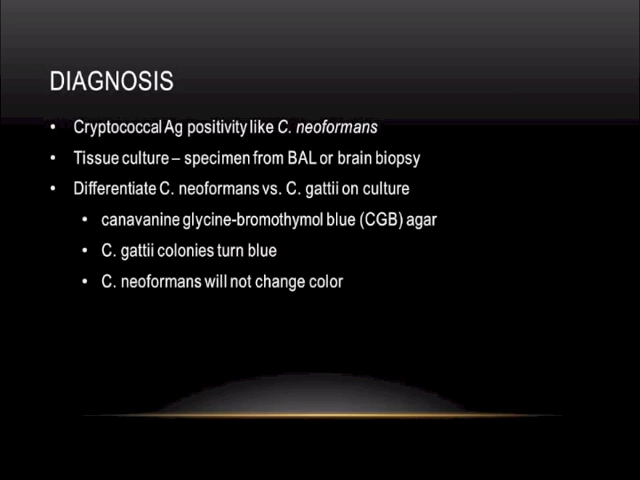 DIAGNOSIS
• Cryptococcal Ag positivity like C. neoformans
• Tissue culture – specimen from BAL or brain biopsy
• Differentiate C. neoformans vs. C. gattii on culture
• canavanine glycine-bromothymol blue (CGB) agar
• C. gattii colonies turn blue
• C. neoformans will not change color